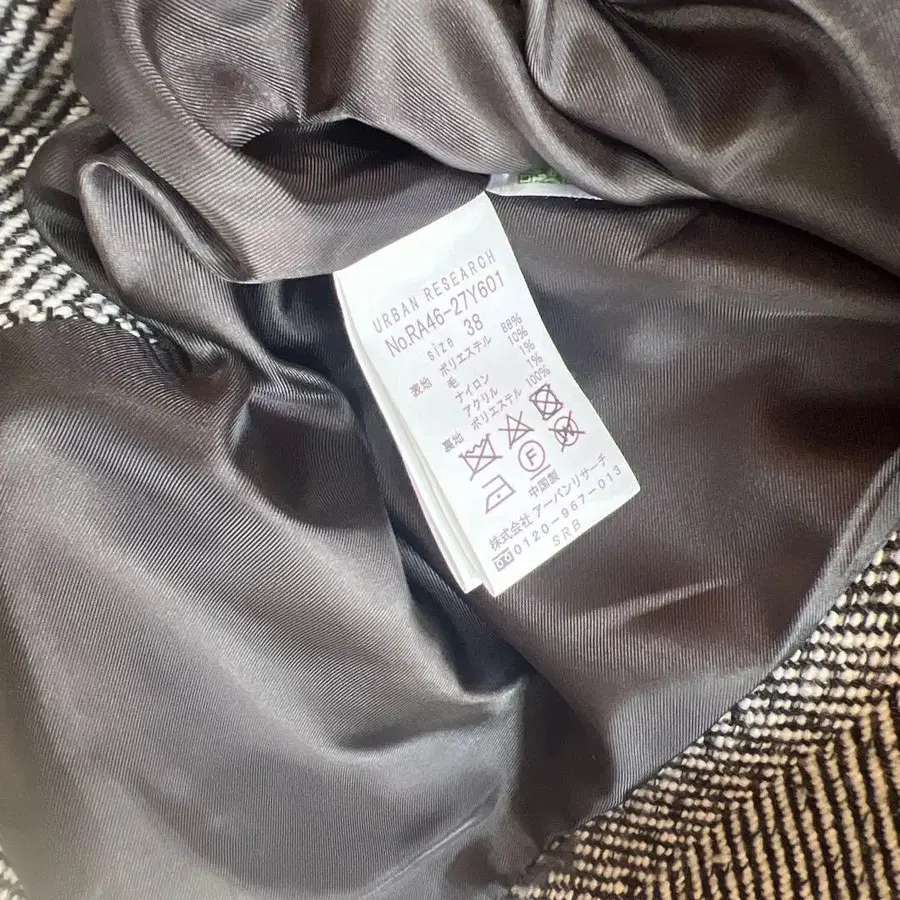 URBAN RESEARCH
No.RA46-27Y601
size 38
表地 ポリエステル 88%
毛 10%
ナイロン 1%
アクリル 1%
裏地 ポリエステル 100%
F
中国製
株式会社 アーバンリサーチ
0120-967-013
SRB